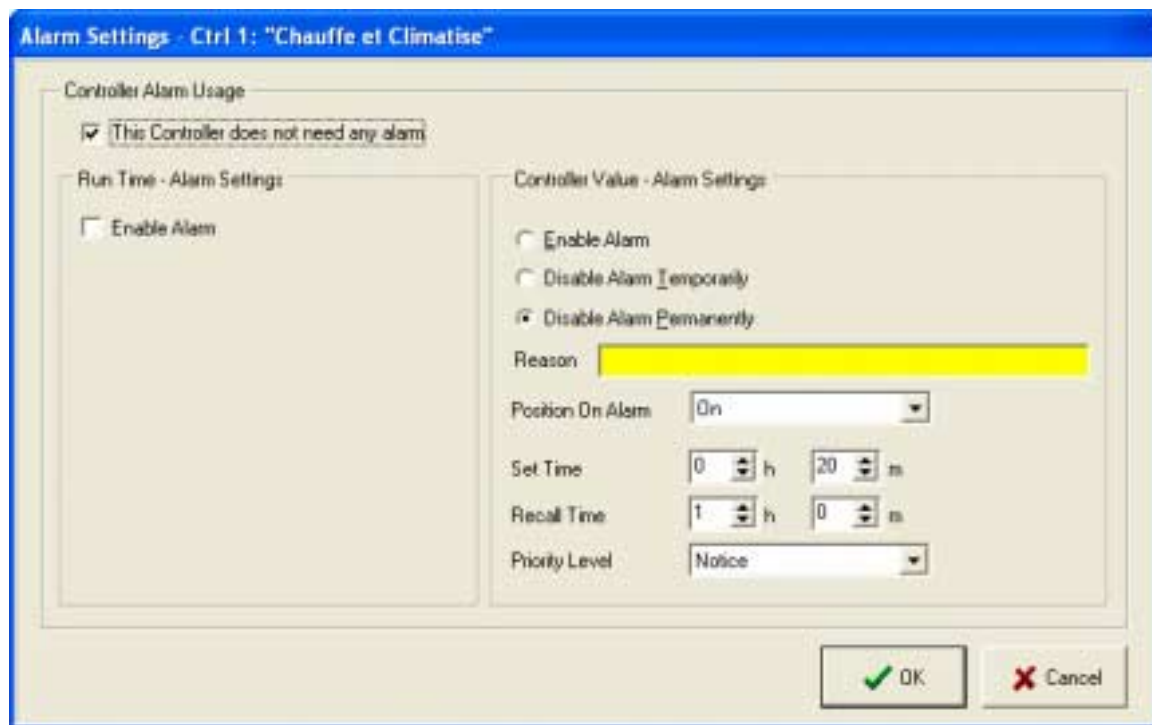 Alarm Settings - Ctrl 1: "Chauffe et Climatise"
Controller Alarm Usage
This Controller does not need any alarm
Run Time - Alarm Settings
Enable Alarm
Controller Value - Alarm Settings
Enable Alarm
Disable Alarm Temporarily
Disable Alarm Permanently
Reason
Position On Alarm On
Set Time 0 h 20 m
Recall Time 1 h 0 m
Priority Level Notice
OK Cancel